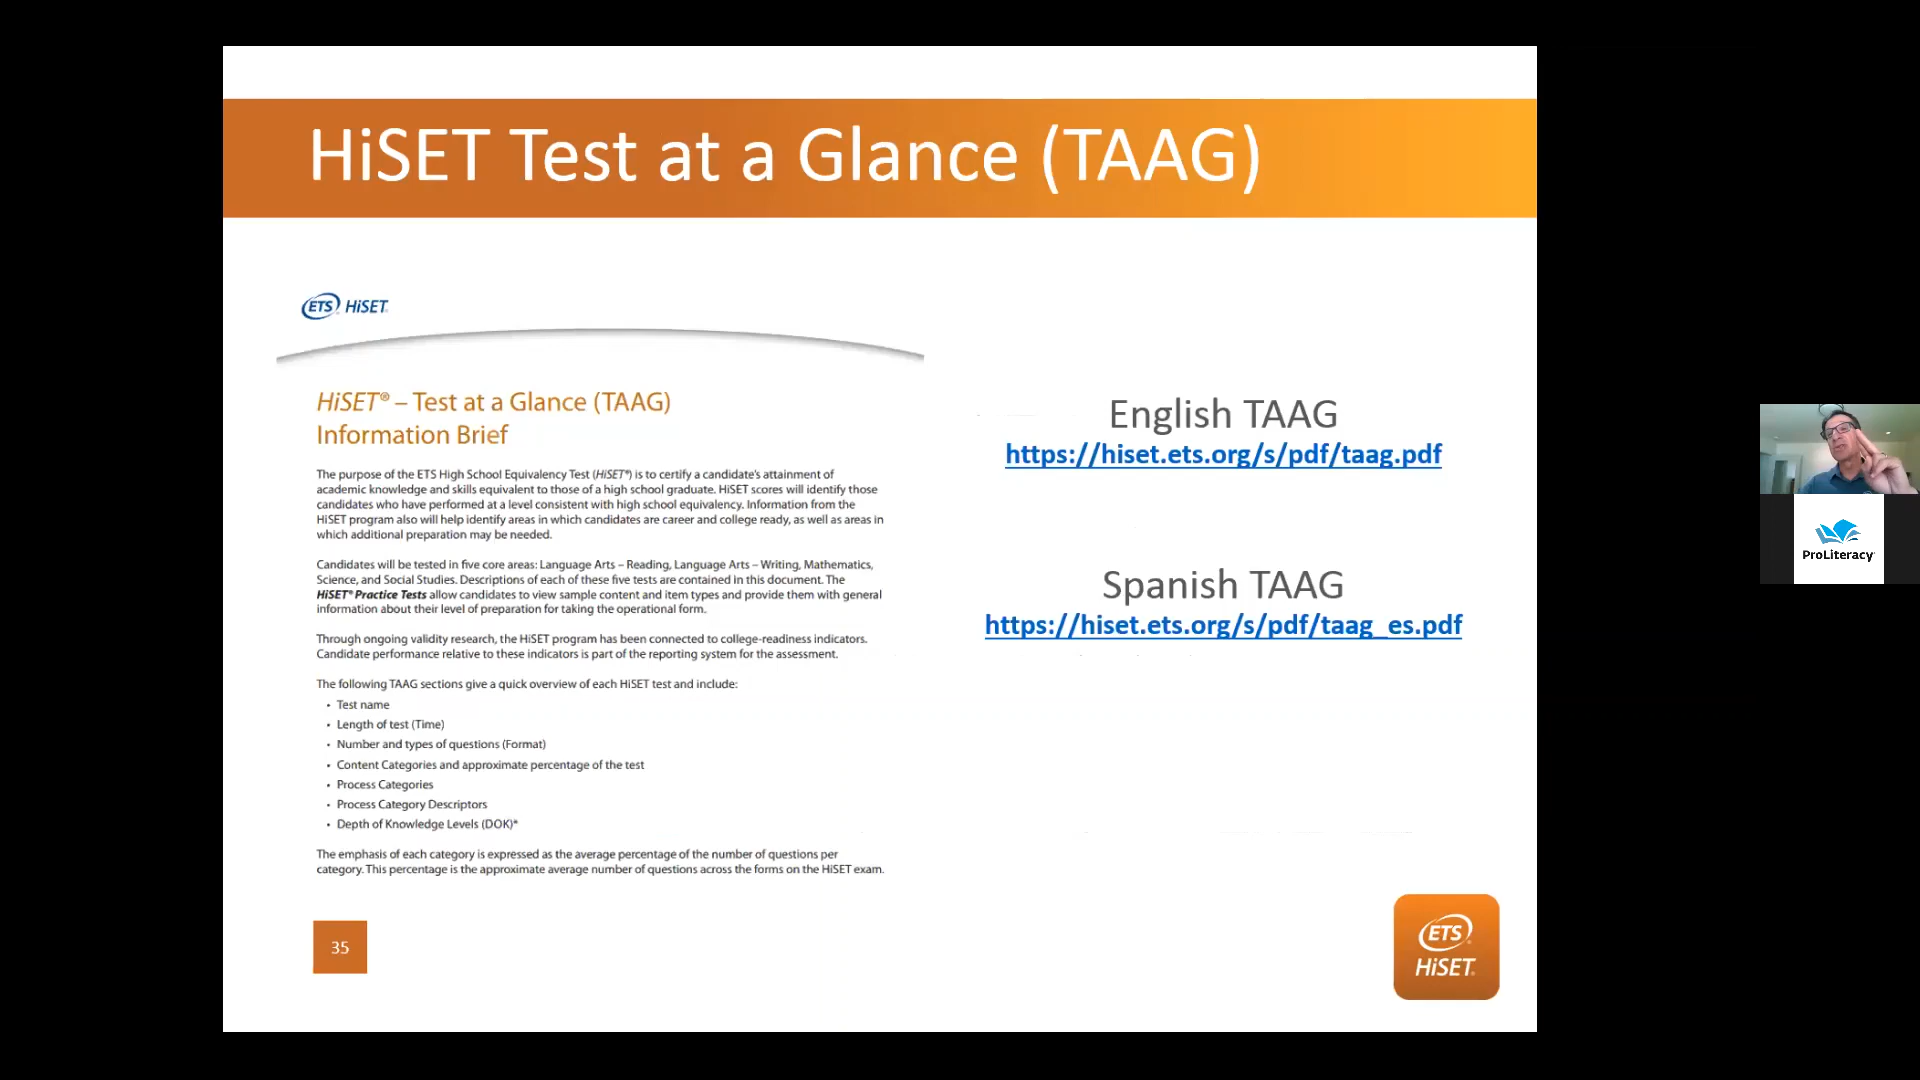 HiSET Test at a Glance (TAAG)
ETS HiSET
HiSET® – Test at a Glance (TAAG)
Information Brief
The purpose of the ETS High School Equivalency Test (HiSET®) is to certify a candidate's attainment of
academic knowledge and skills equivalent to those of a high school graduate. HiSET scores will identify those
candidates who have performed at a level consistent with high school equivalency. Information from the
HiSET program also will help identify areas in which candidates are career and college ready, as well as areas in
which additional preparation may be needed.
Candidates will be tested in five core areas: Language Arts – Reading, Language Arts – Writing, Mathematics,
Science, and Social Studies. Descriptions of each of these five tests are contained in this document. The
HiSET® Practice Tests allow candidates to view sample content and item types and provide them with general
information about their level of preparation for taking the operational form.
Through ongoing validity research, the HiSET program has been connected to college-readiness indicators.
Candidate performance relative to these indicators is part of the reporting system for the assessment.
The following TAAG sections give a quick overview of each HiSET test and include:
• Test name
• Length of test (Time)
• Number and types of questions (Format)
• Content Categories and approximate percentage of the test
• Process Categories
• Process Category Descriptors
• Depth of Knowledge Levels (DOK)*
The emphasis of each category is expressed as the average percentage of the number of questions per
category. This percentage is the approximate average number of questions across the forms on the HiSET exam.
English TAAG
https://hiset.ets.org/s/pdf/taag.pdf
Spanish TAAG
https://hiset.ets.org/s/pdf/taag_es.pdf
35
ETS
HiSET
ProLiteracy